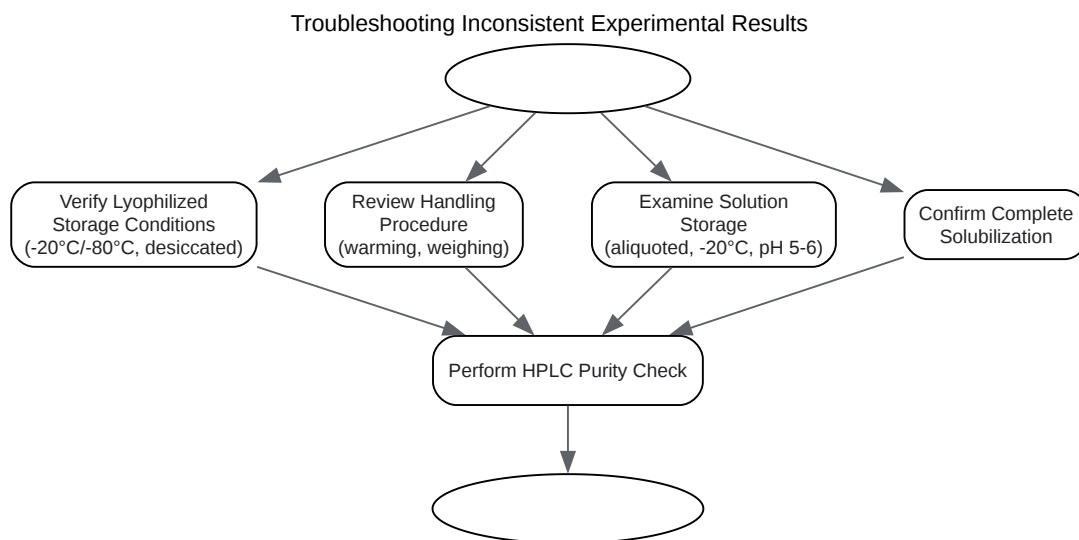 Troubleshooting Inconsistent Experimental Results
Verify Lyophilized
Storage Conditions
(-20°C/-80°C, desiccated)
Review Handling
Procedure
(warming, weighing)
Examine Solution
Storage
(aliquoted, -20°C, pH 5-6)
Confirm Complete
Solubilization
Perform HPLC Purity Check